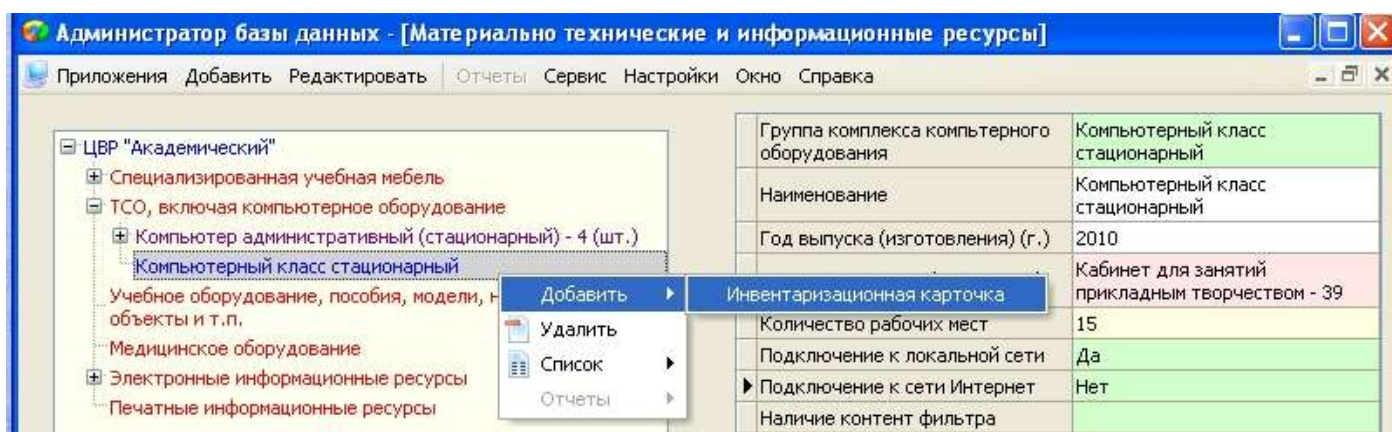 Администратор базы данных - [Материально технические и информационные ресурсы]
Приложения Добавить Редактировать Отчеты Сервис Настройки Окно Справка
ЦВР "Академический"
Специализированная учебная мебель
ТСО, включая компьютерное оборудование
Компьютер административный (стационарный) - 4 (шт.)
Компьютерный класс стационарный
Учебное оборудование, пособия, модели,
объекты и т.п.
Медицинское оборудование
Электронные информационные ресурсы
Печатные информационные ресурсы
Добавить
Удалить
Список
Отчеты
Инвентаризационная карточка
Группа комплекса компьтерного
оборудования
Компьютерный класс
стационарный
Наименование
Компьютерный класс
стационарный
Год выпуска (изготовления) (г.)
2010
Кабинет для занятий
прикладным творчеством - 39
Количество рабочих мест
15
Подключение к локальной сети
Да
Подключение к сети Интернет
Нет
Наличие контент фильтра